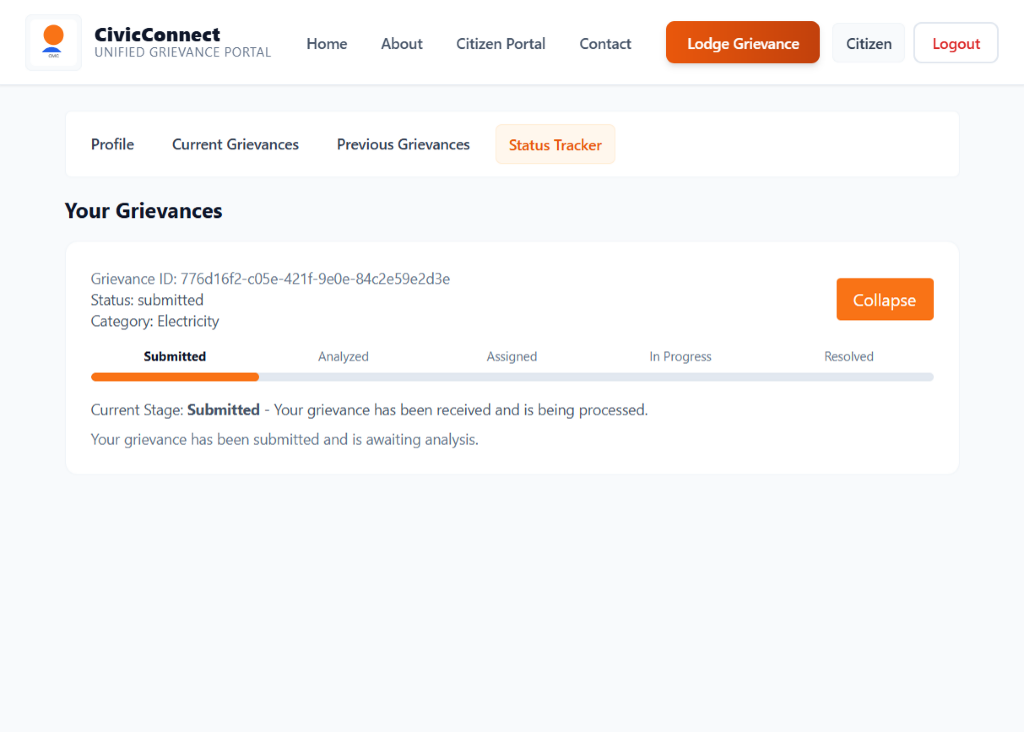 CivicConnect
UNIFIED GRIEVANCE PORTAL
Home About Citizen Portal Contact Lodge Grievance Citizen Logout
Profile Current Grievances Previous Grievances Status Tracker
Your Grievances
Grievance ID: 776d16f2-c05e-421f-9e0e-84c2e59e2d3e
Status: submitted
Category: Electricity
Collapse
Submitted Analyzed Assigned In Progress Resolved
Current Stage: Submitted - Your grievance has been received and is being processed.
Your grievance has been submitted and is awaiting analysis.